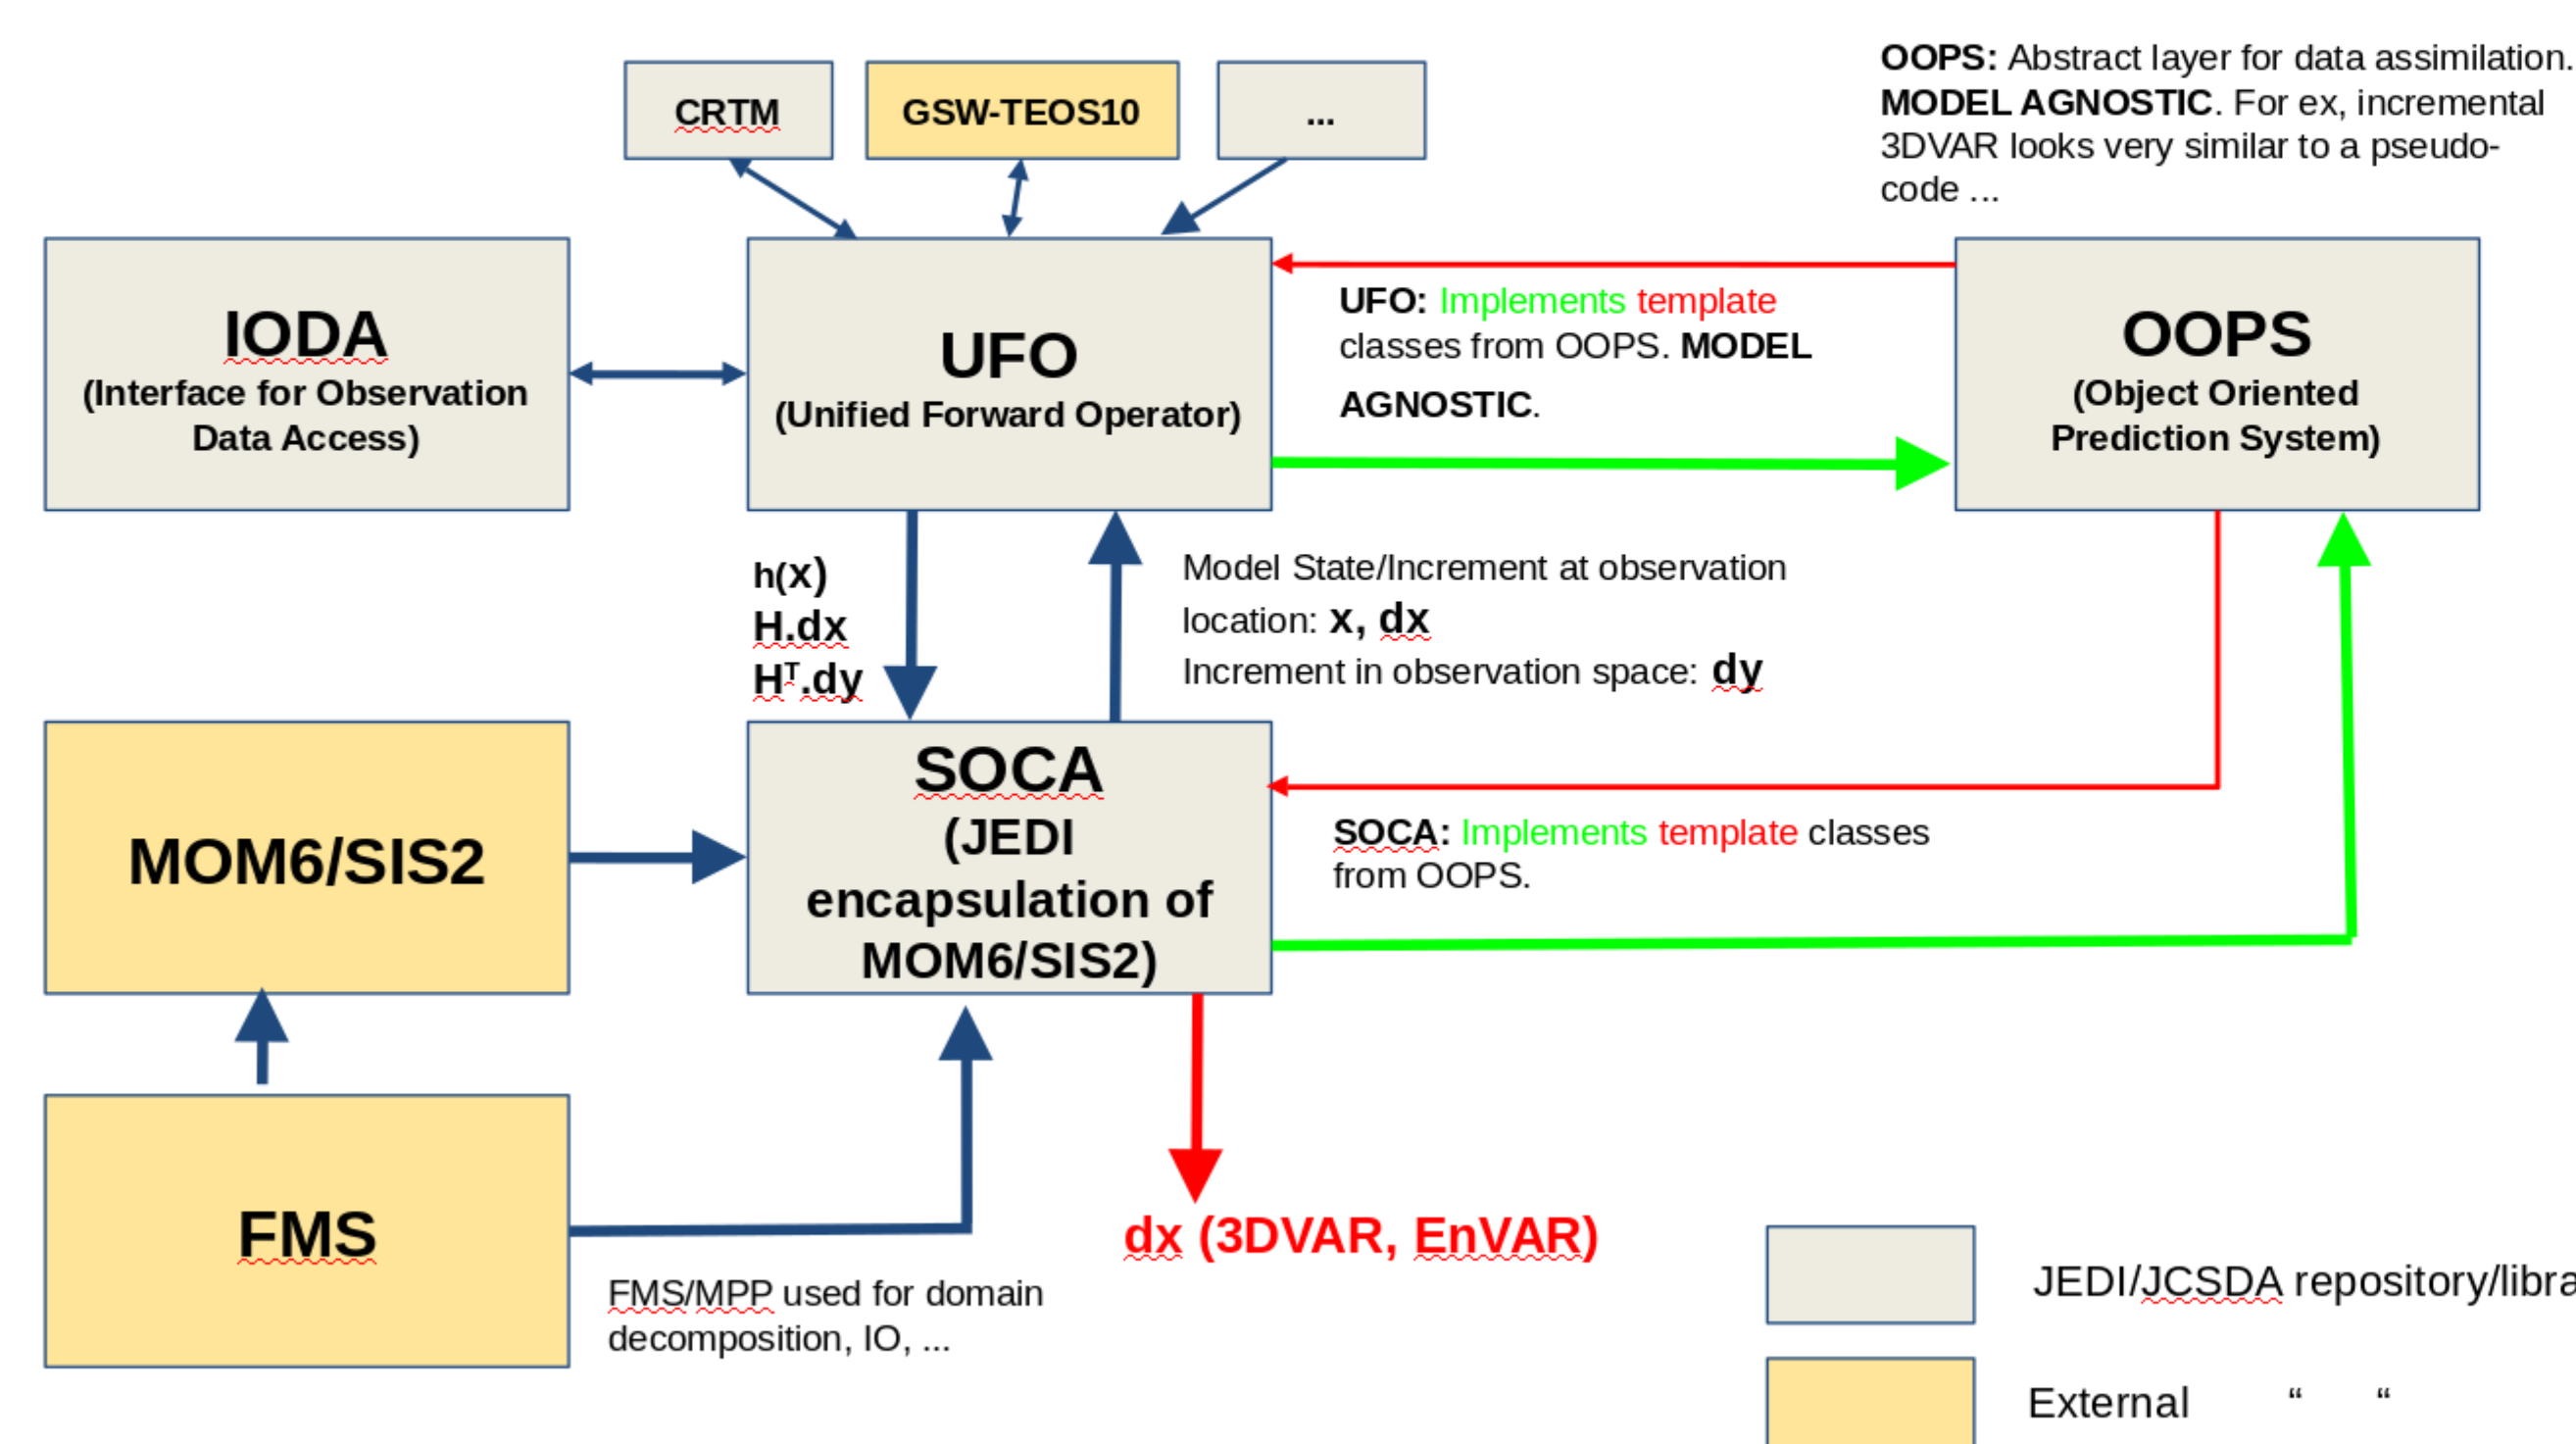 CRTM
GSW-TEOS10
...
OOPS: Abstract layer for data assimilation.
MODEL AGNOSTIC. For ex, incremental
3DVAR looks very similar to a pseudo-
code ...
IODA
(Interface for Observation
Data Access)
UFO
(Unified Forward Operator)
UFO: Implements template
classes from OOPS. MODEL
AGNOSTIC.
OOPS
(Object Oriented
Prediction System)
h(x)
H.dx
Hᵀ.dy
Model State/Increment at observation
location: x, dx
Increment in observation space: dy
MOM6/SIS2
SOCA
(JEDI
encapsulation of
MOM6/SIS2)
SOCA: Implements template classes
from OOPS.
FMS
FMS/MPP used for domain
decomposition, IO, ...
dx (3DVAR, EnVAR)
JEDI/JCSDA repository/libra
External “ “